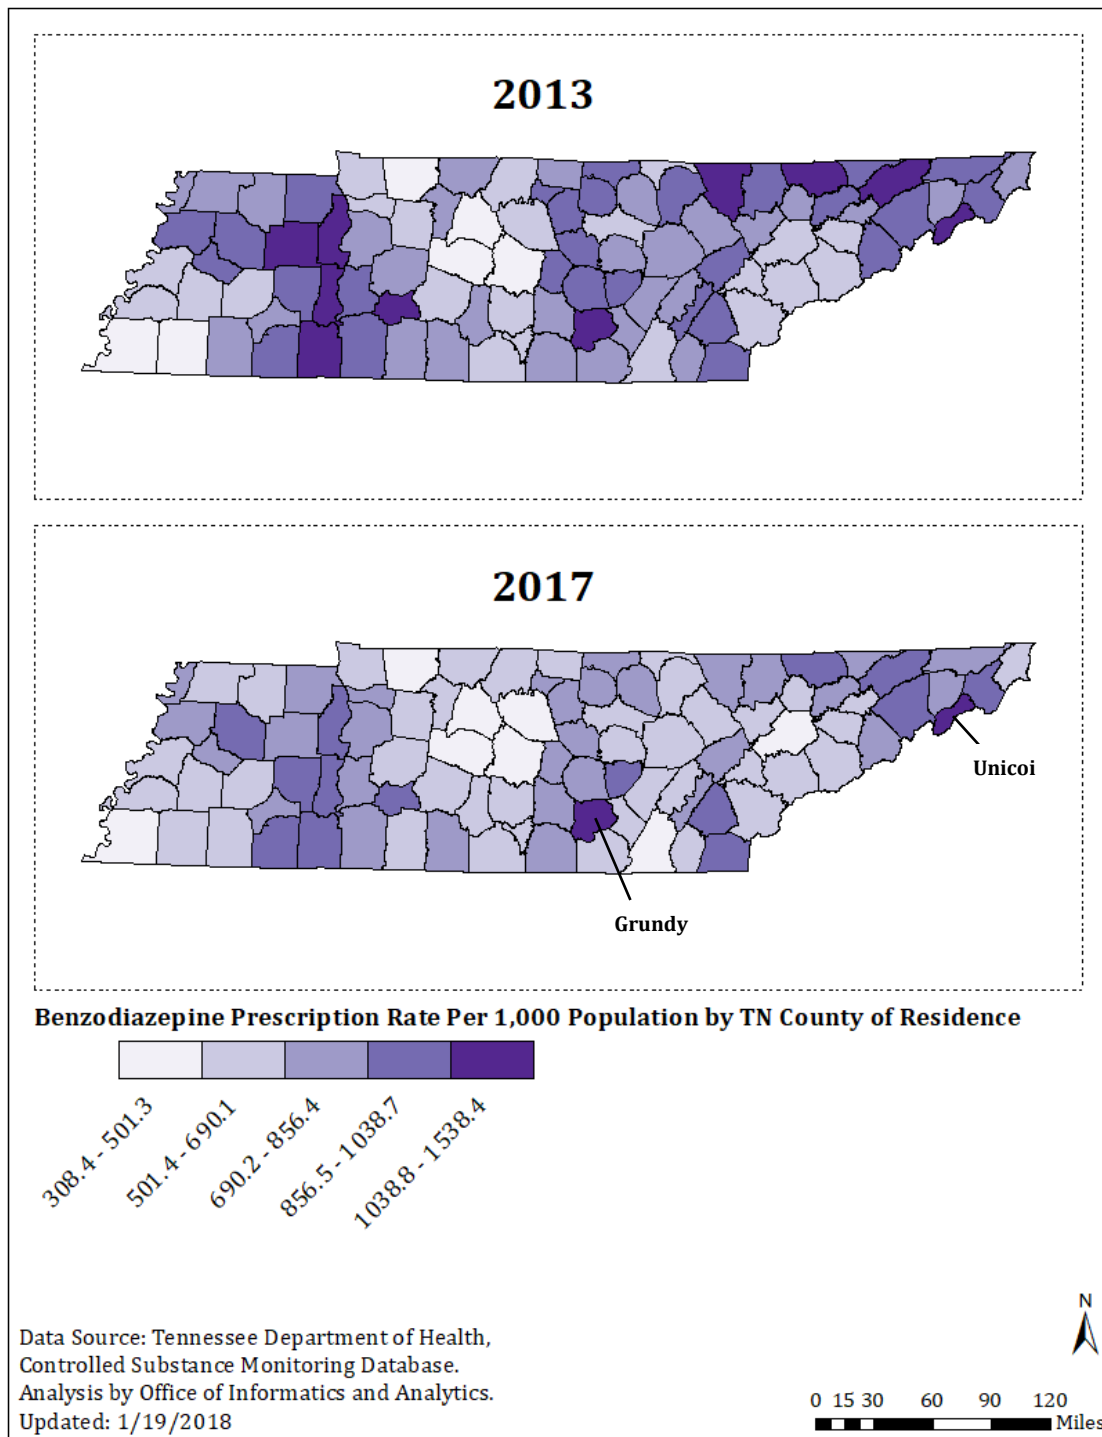 2013
2017
Unicoi
Grundy
Benzodiazepine Prescription Rate Per 1,000 Population by TN County of Residence
308.4 - 501.3
501.4 - 690.1
690.2 - 856.4
856.5 - 1038.7
1038.8 - 1538.4
N
Data Source: Tennessee Department of Health,
Controlled Substance Monitoring Database.
Analysis by Office of Informatics and Analytics.
Updated: 1/19/2018
0 15 30 60 90 120
Miles